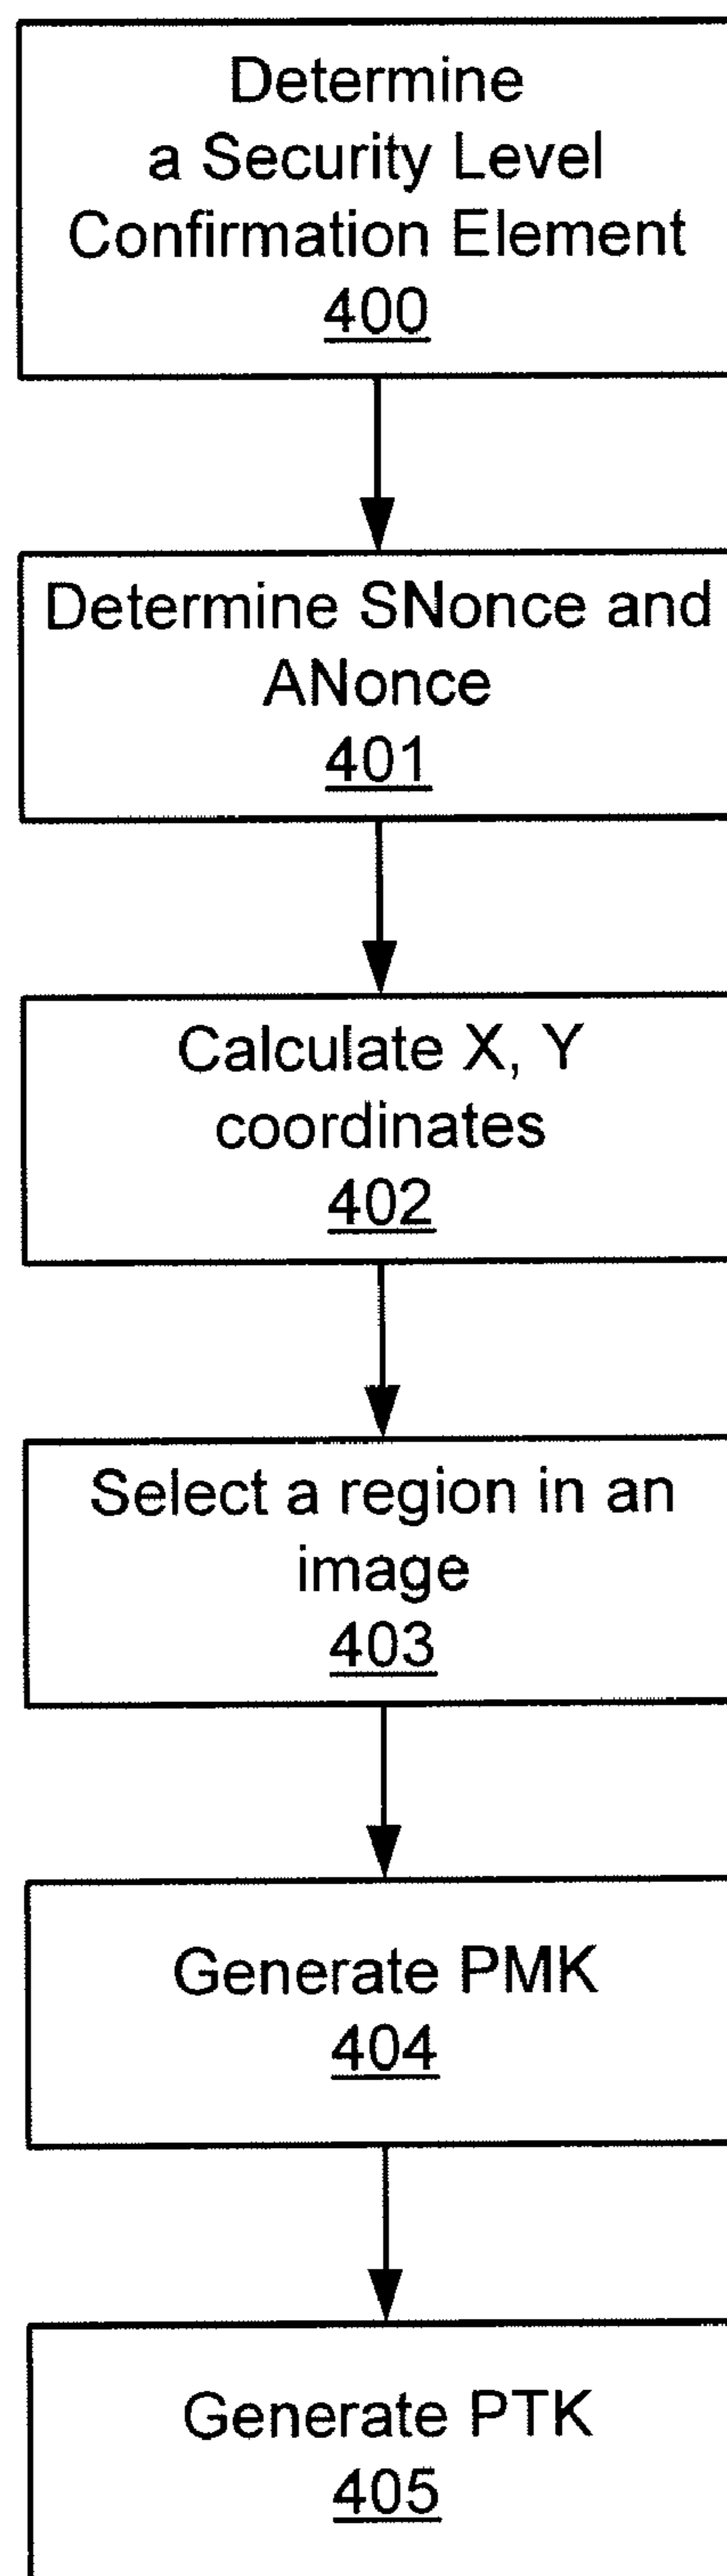 Determine
a Security Level
Confirmation Element
400
Determine SNonce and
ANonce
401
Calculate X, Y
coordinates
402
Select a region in an
image
403
Generate PMK
404
Generate PTK
405